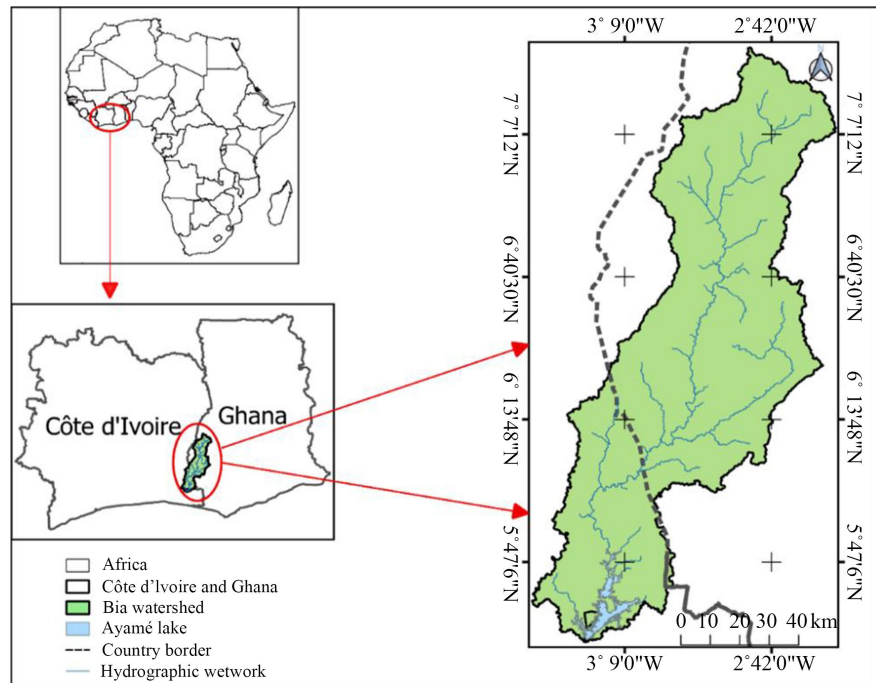 3° 9'0"W 2°42'0"W
N
7° 7'12"N
7° 7'12"N
6° 40'30"N
6° 40'30"N
6° 13'48"N
6° 13'48"N
5° 47'6"N
5° 47'6"N
0 10 20 30 40 km
3° 9'0"W 2°42'0"W
Côte d'Ivoire
Ghana
Africa
Côte d'lvoire and Ghana
Bia watershed
Ayamé lake
Country border
Hydrographic wetwork